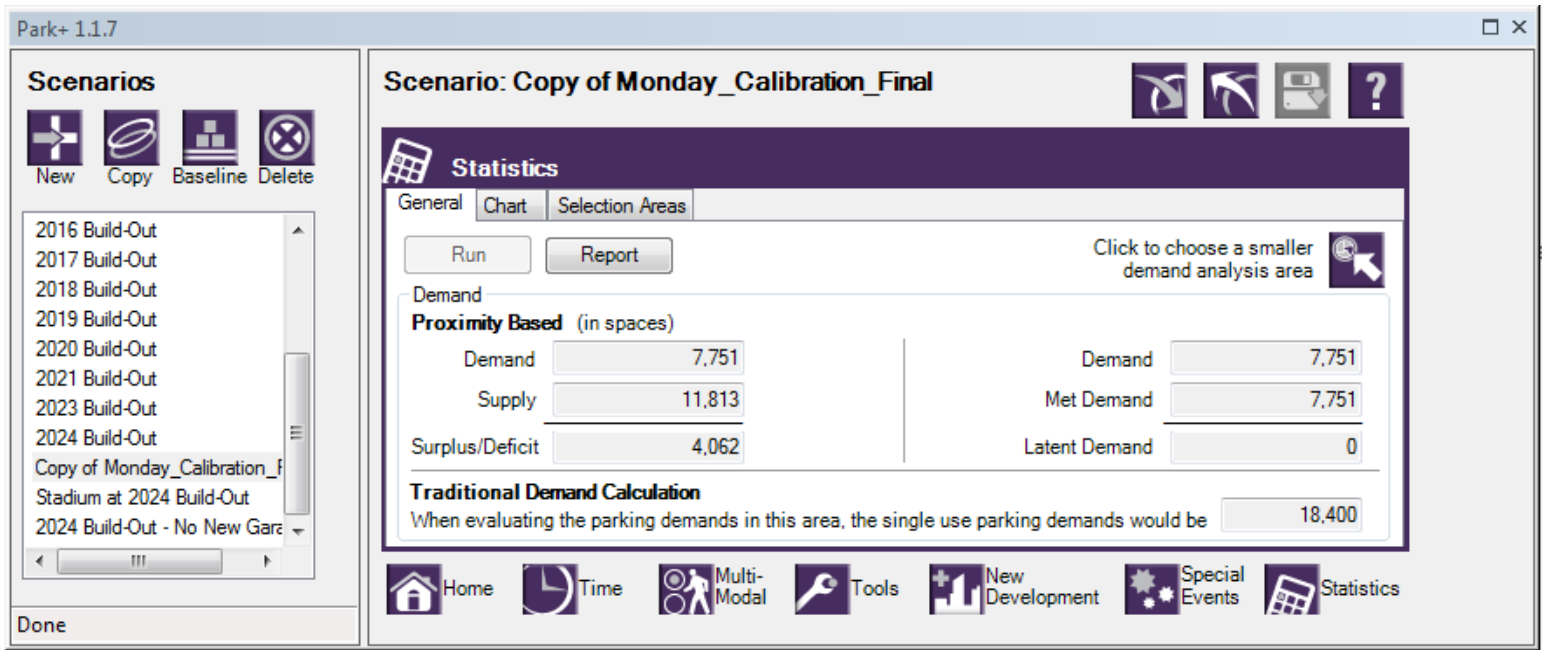 Park+ 1.1.7
Scenarios
New Copy Baseline Delete
2016 Build-Out
2017 Build-Out
2018 Build-Out
2019 Build-Out
2020 Build-Out
2021 Build-Out
2023 Build-Out
2024 Build-Out
Copy of Monday_Calibration_F
Stadium at 2024 Build-Out
2024 Build-Out - No New Gara
Done
Scenario: Copy of Monday_Calibration_Final
?
Statistics
General Chart Selection Areas
Run Report
Click to choose a smaller
demand analysis area
Demand
Proximity Based (in spaces)
Demand 7,751 Demand 7,751
Supply 11,813 Met Demand 7,751
Surplus/Deficit 4,062 Latent Demand 0
Traditional Demand Calculation
When evaluating the parking demands in this area, the single use parking demands would be 18,400
Home Time Multi-
Modal Tools New
Development Special
Events Statistics